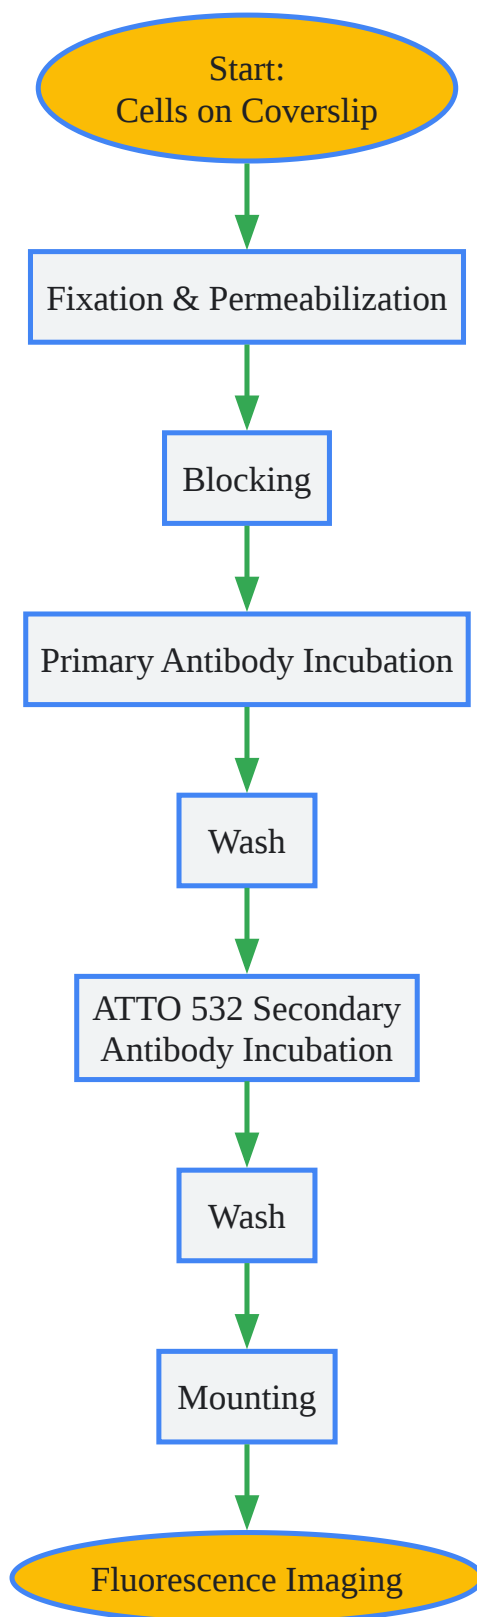 Start:
Cells on Coverslip
Fixation & Permeabilization
Blocking
Primary Antibody Incubation
Wash
ATTO 532 Secondary
Antibody Incubation
Wash
Mounting
Fluorescence Imaging